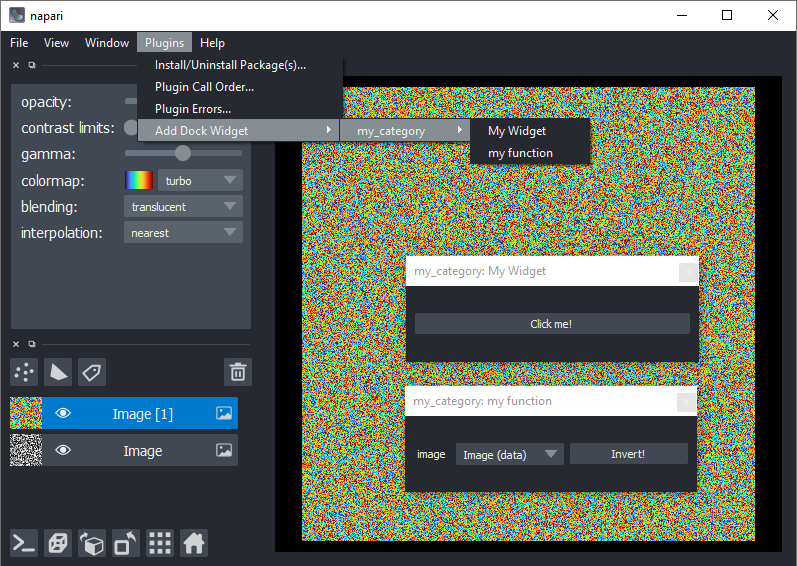 napari
File View Window Plugins Help
Install/Uninstall Package(s)...
Plugin Call Order...
Plugin Errors...
Add Dock Widget
my_category
My Widget
my function
opacity:
contrast limits:
gamma:
colormap: turbo
blending: translucent
interpolation: nearest
my_category: My Widget
Click me!
my_category: my function
image Image (data) Invert!
Image [1]
Image